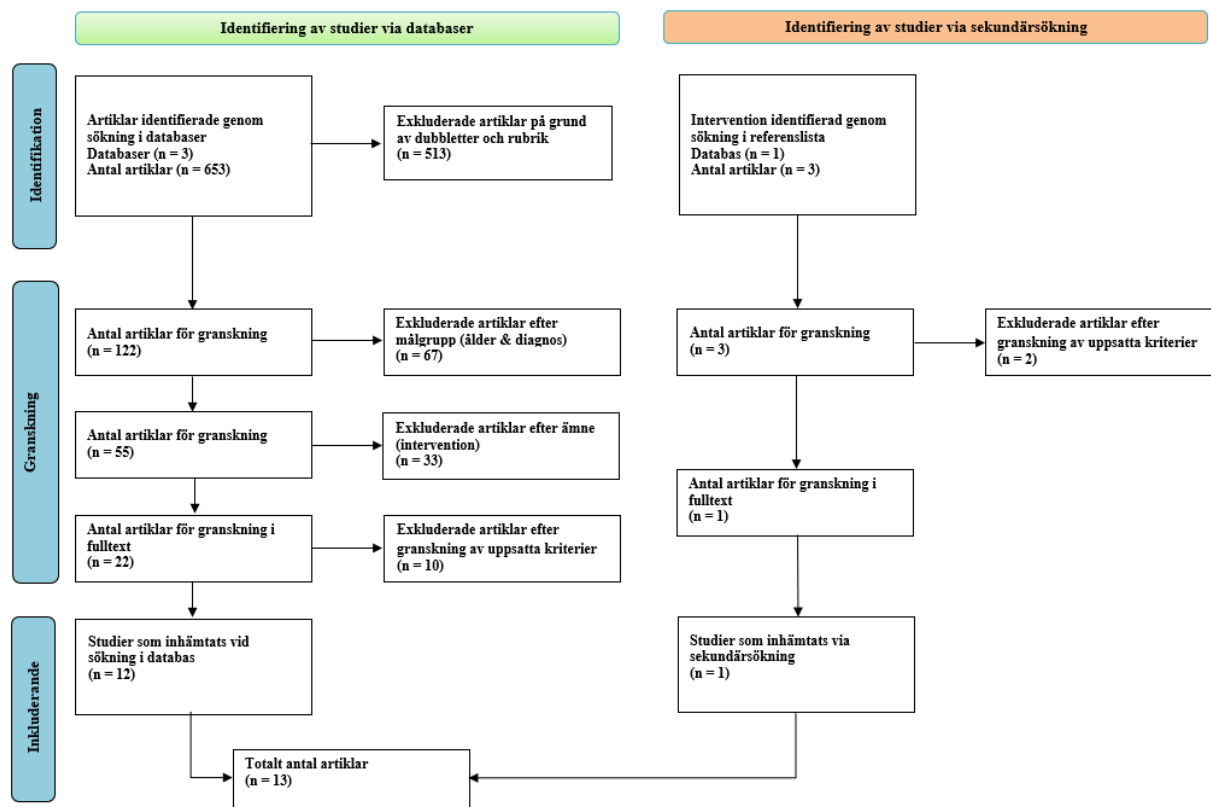 Identifiering av studier via databaser
Identifiering av studier via sekundärsökning
Identifikation
Artiklar identifierade genom
sökning i databaser
Databaser (n = 3)
Antal artiklar (n = 653)
Exkluderade artiklar på grund
av dubbletter och rubrik
(n = 513)
Intervention identifierad genom
sökning i referenslista
Databas (n = 1)
Antal artiklar (n = 3)
Granskning
Antal artiklar för granskning
(n = 122)
Exkluderade artiklar efter
målgrupp (ålder & diagnos)
(n = 67)
Antal artiklar för granskning
(n = 3)
Exkluderade artiklar efter
granskning av uppsatta kriterier
(n = 2)
Antal artiklar för granskning
(n = 55)
Exkluderade artiklar efter ämne
(intervention)
(n = 33)
Antal artiklar för granskning i
fulltext
(n = 1)
Antal artiklar för granskning i
fulltext
(n = 22)
Exkluderade artiklar efter
granskning av uppsatta kriterier
(n = 10)
Inkluderande
Studier som inhämtats vid
sökning i databas
(n = 12)
Studier som inhämtats via
sekundärsökning
(n = 1)
Totalt antal artiklar
(n = 13)